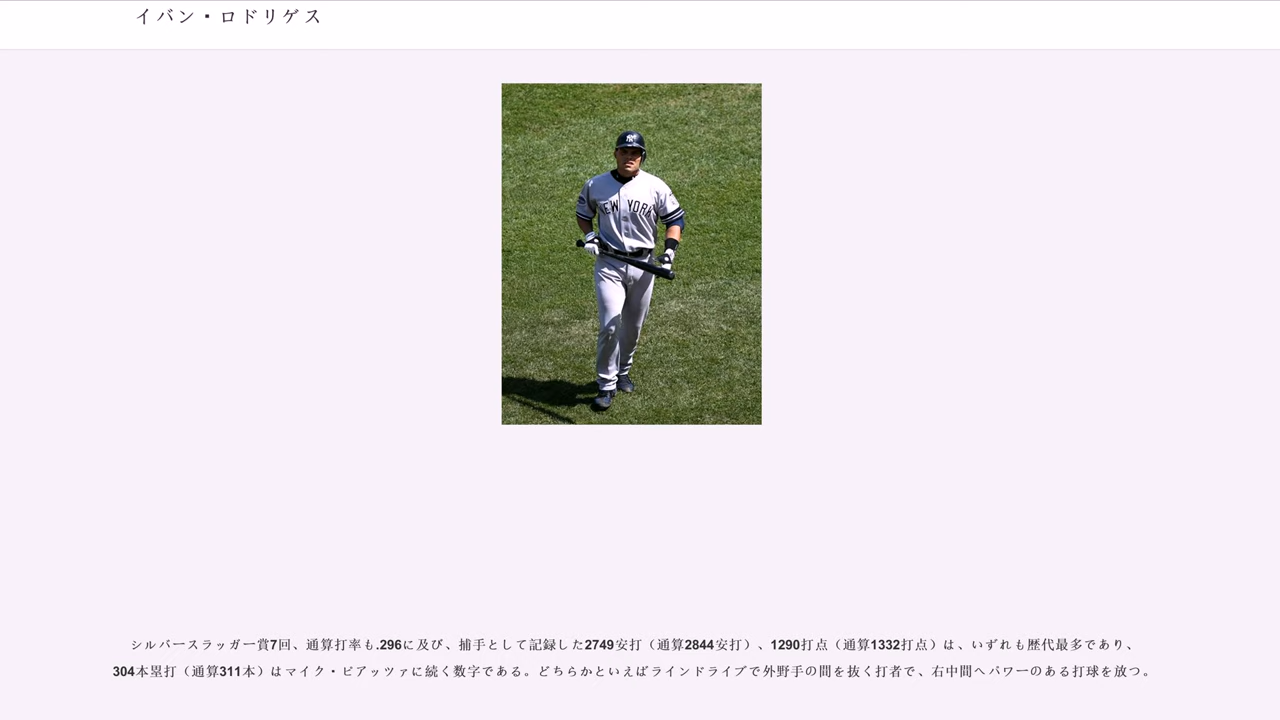 イバン・ロドリゲス
NEW YORK
シルバースラッガー賞7回、通算打率も.296に及び、捕手として記録した2749安打（通算2844安打）、1290打点（通算1332打点）は、いずれも歴代最多であり、
304本塁打（通算311本）はマイク・ピアッツァに続く数字である。どちらかといえばラインドライブで外野手の間を抜く打者で、右中間へパワーのある打球を放つ。